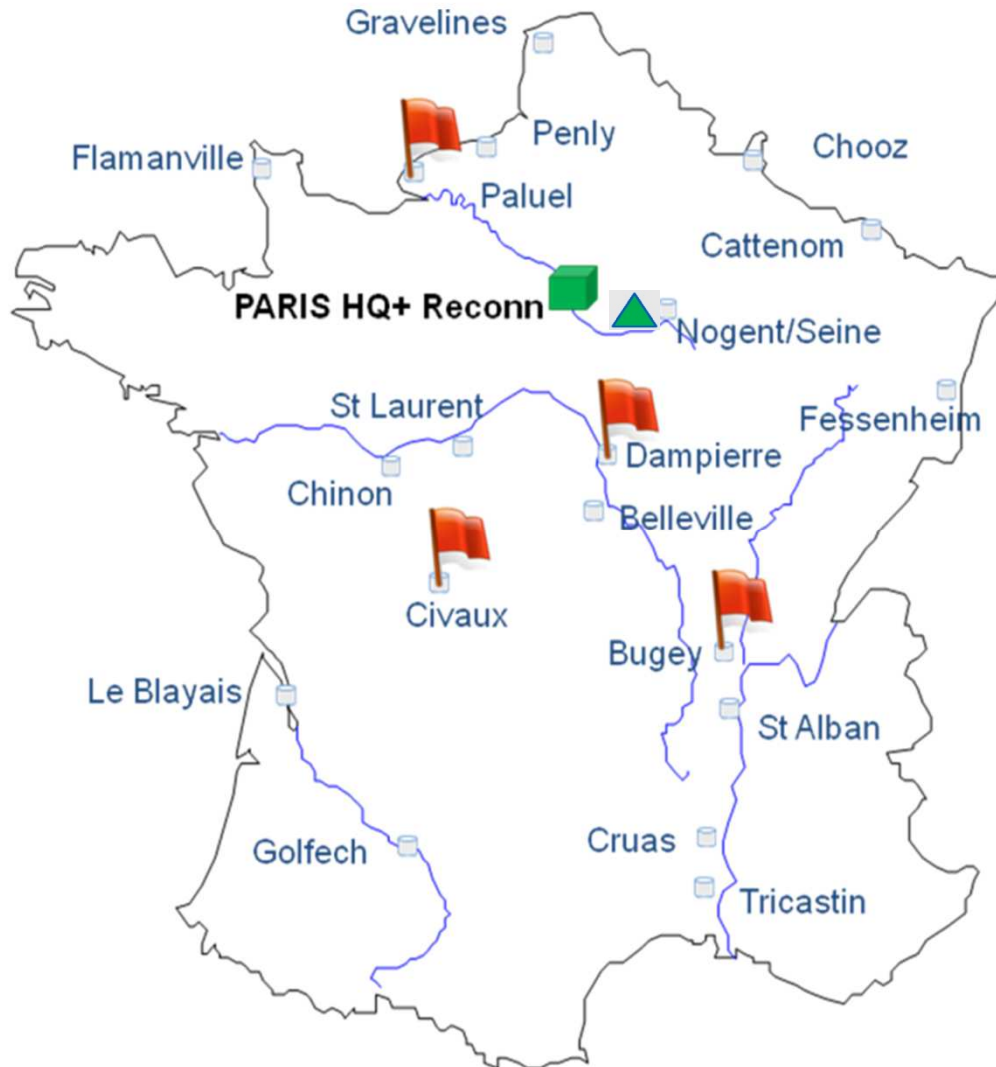 Gravelines
Penly
Flamanville
Chooz
Paluel
Cattenom
PARIS HQ+ Reconn
Nogent/Seine
St Laurent
Fessenheim
Dampierre
Chinon
Belleville
Civaux
Bugey
Le Blayais
St Alban
Cruas
Golfech
Tricastin